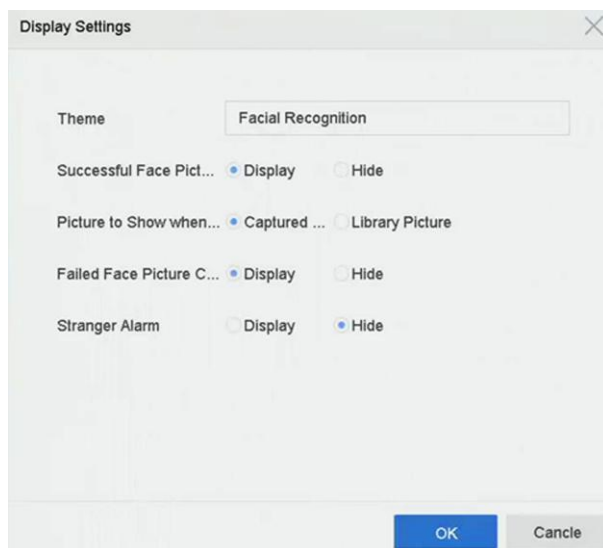 Display Settings
Theme Facial Recognition
Successful Face Pict... Display Hide
Picture to Show when... Captured ... Library Picture
Failed Face Picture C... Display Hide
Stranger Alarm Display Hide
OK Cancle